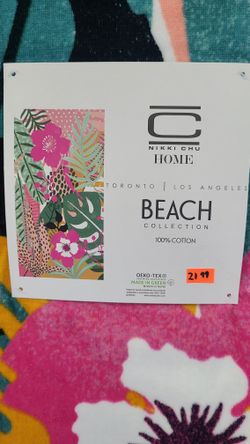 NIKKI CHU
HOME
TORONTO | LOS ANGELES
BEACH
COLLECTION
100% COTTON
OEKO-TEX®
MADE IN GREEN
21.99